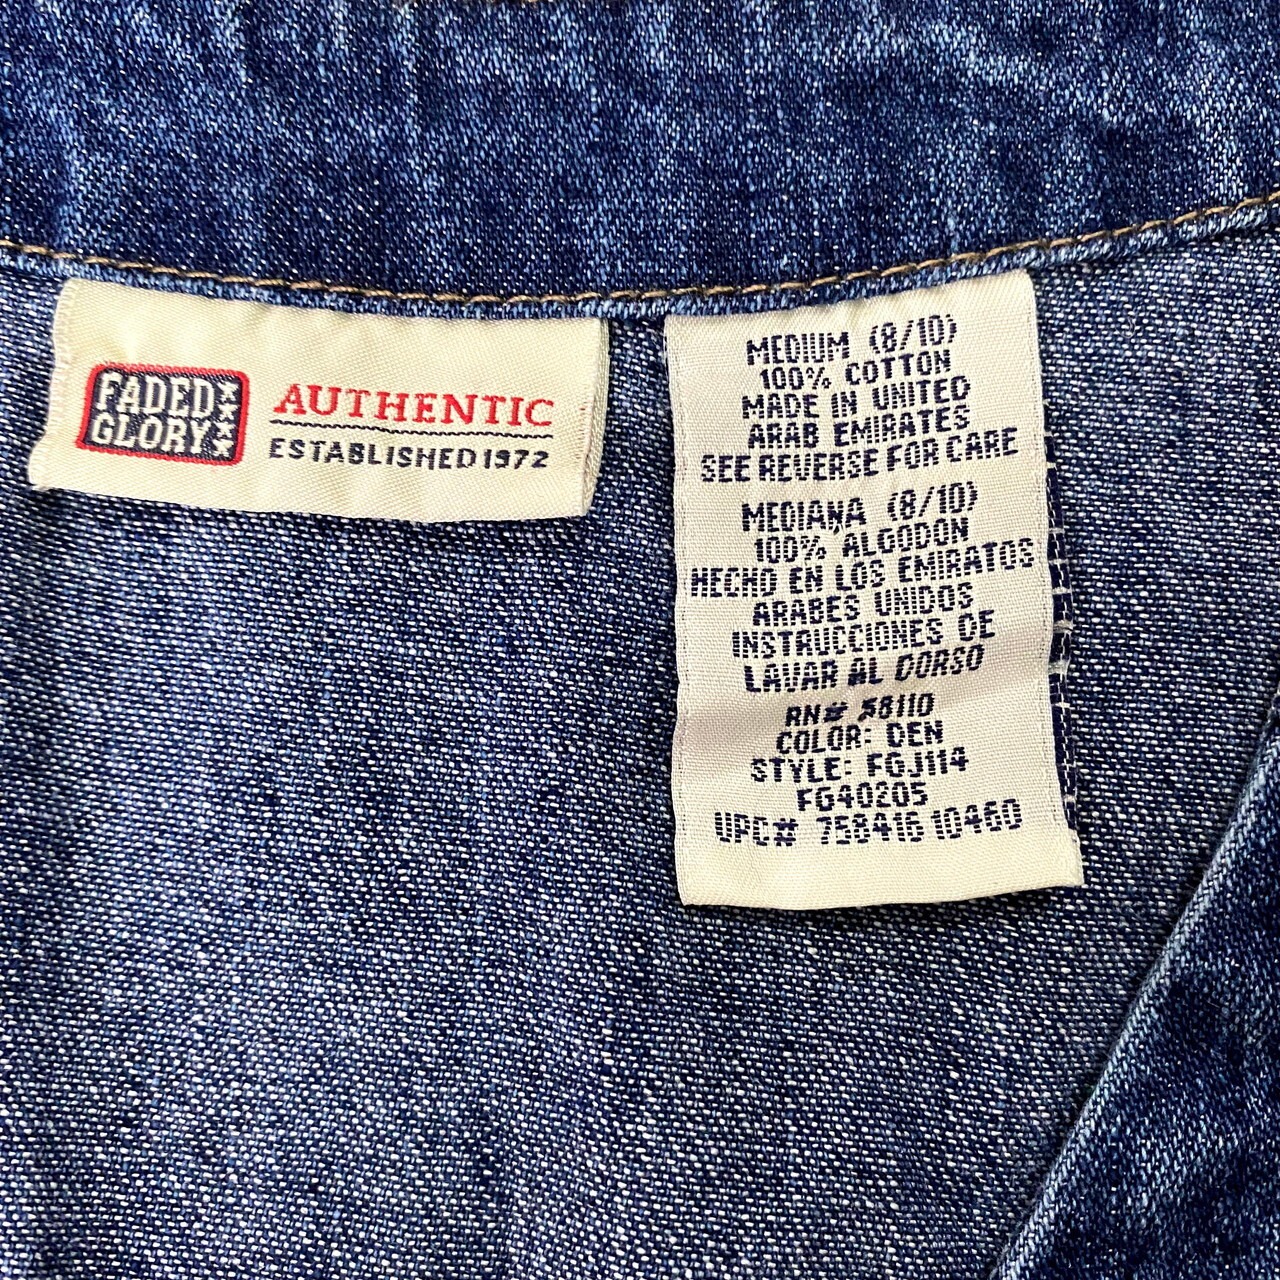 FADED
GLORY
AUTHENTIC
ESTABLISHED 1972
MEDIUM (8/10)
100% COTTON
MADE IN UNITED
ARAB EMIRATES
SEE REVERSE FOR CARE
MEDIANA (8/10)
100% ALGODON
HECHO EN LOS EMIRATOS
ARABES UNIDOS
INSTRUCCIONES DE
LAVAR AL DORSO
RN# 58110
COLOR: DEN
STYLE: FGJ114
FG40205
UPC# 758416 10460